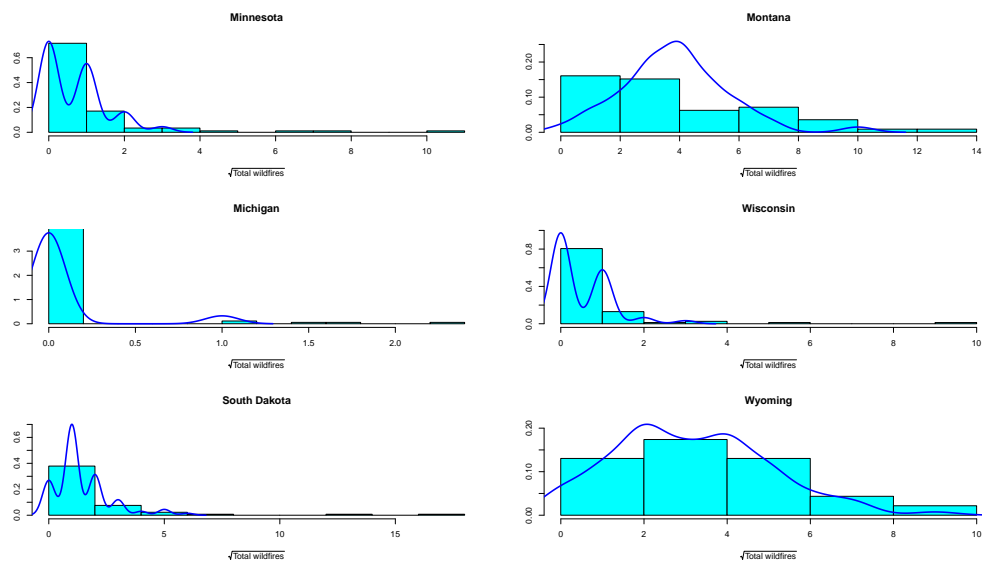 Minnesota
0.0 0.2 0.4 0.6
0 2 4 6 8 10
√Total wildfires
Montana
0.00 0.10 0.20
0 2 4 6 8 10 12 14
√Total wildfires
Michigan
0 1 2 3
0.0 0.5 1.0 1.5 2.0
√Total wildfires
Wisconsin
0.0 0.4 0.8
0 2 4 6 8 10
√Total wildfires
South Dakota
0.0 0.2 0.4 0.6
0 5 10 15
√Total wildfires
Wyoming
0.00 0.10 0.20
0 2 4 6 8 10
√Total wildfires